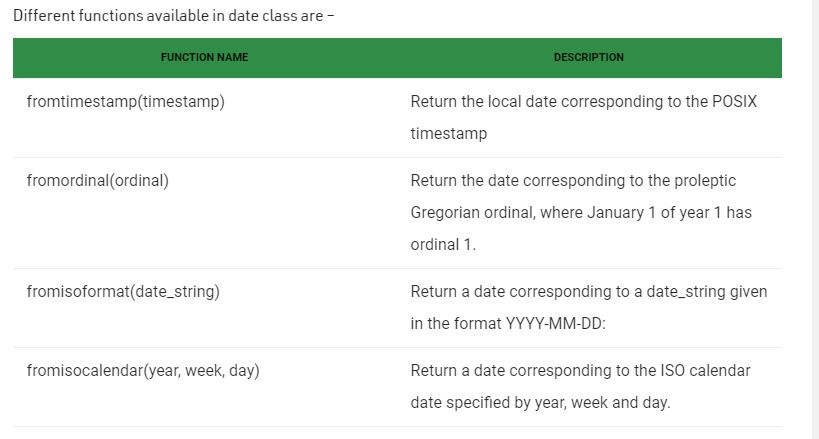 Different functions available in date class are –
FUNCTION NAME DESCRIPTION
fromtimestamp(timestamp) Return the local date corresponding to the POSIX
timestamp
fromordinal(ordinal) Return the date corresponding to the proleptic
Gregorian ordinal, where January 1 of year 1 has
ordinal 1.
fromisoformat(date_string) Return a date corresponding to a date_string given
in the format YYYY-MM-DD:
fromisocalendar(year, week, day) Return a date corresponding to the ISO calendar
date specified by year, week and day.